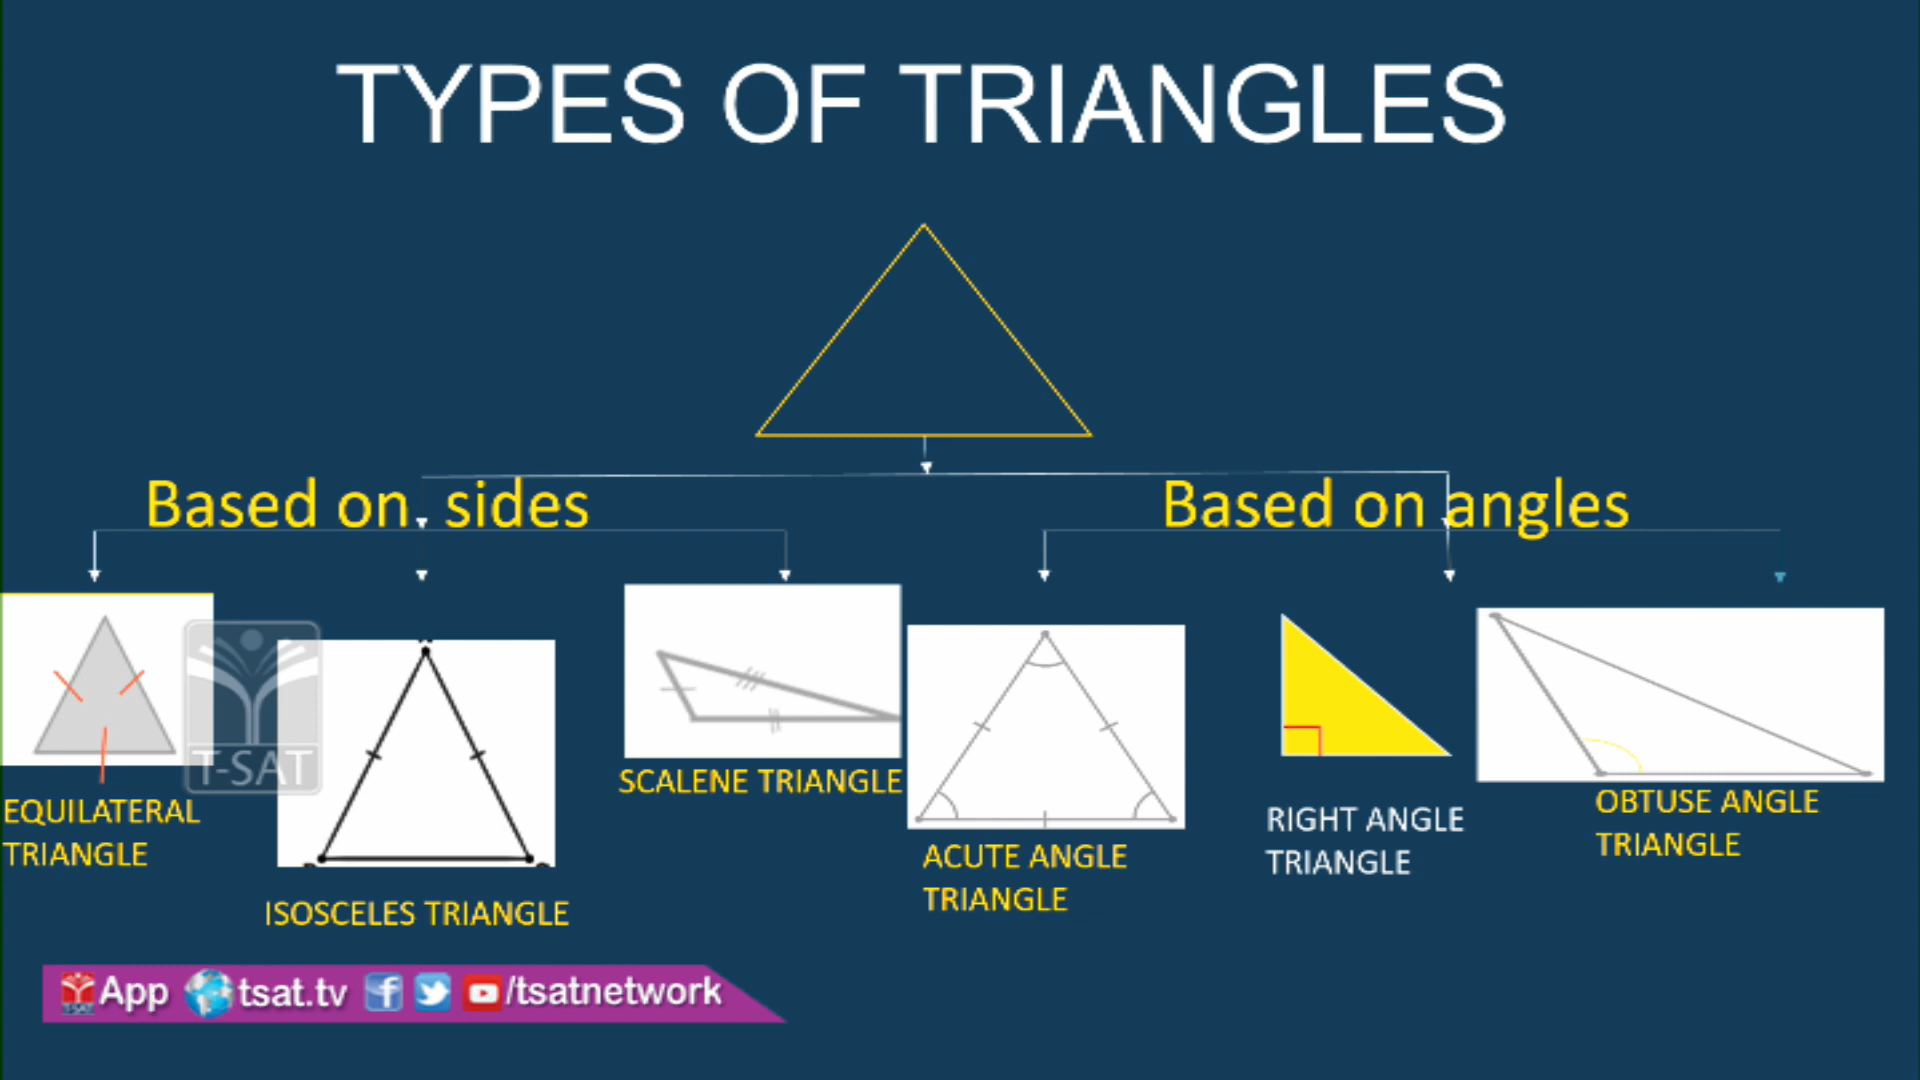 TYPES OF TRIANGLES
Based on sides
Based on angles
T-SAT
EQUILATERAL
TRIANGLE
ISOSCELES TRIANGLE
SCALENE TRIANGLE
ACUTE ANGLE
TRIANGLE
RIGHT ANGLE
TRIANGLE
OBTUSE ANGLE
TRIANGLE
T-SAT App tsat.tv f /tsatnetwork